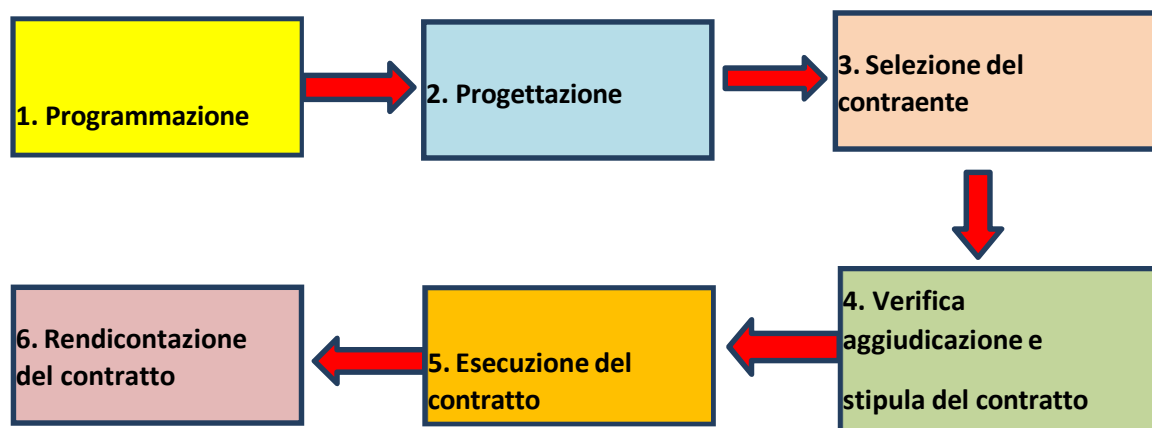 1. Programmazione
2. Progettazione
3. Selezione del
contraente
4. Verifica
aggiudicazione e
stipula del contratto
5. Esecuzione del
contratto
6. Rendicontazione
del contratto